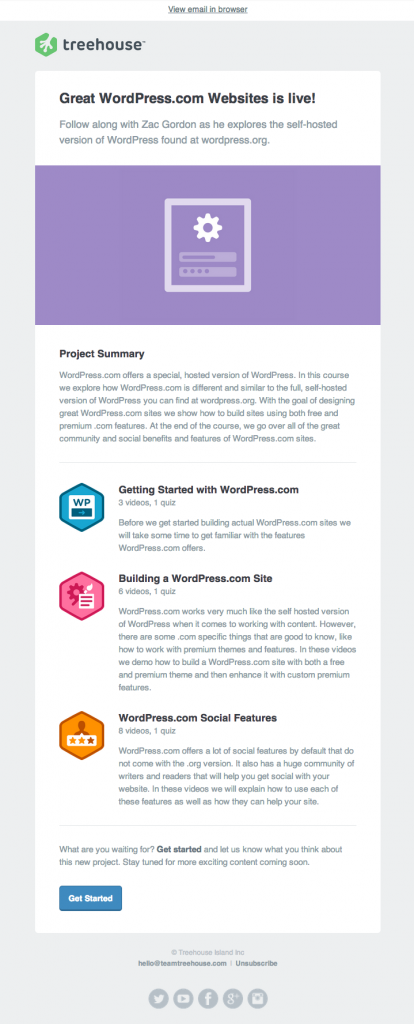 View email in browser
treehouse™
Great WordPress.com Websites is live!
Follow along with Zac Gordon as he explores the self-hosted
version of WordPress found at wordpress.org.
Project Summary
WordPress.com offers a special, hosted version of WordPress. In this course
we explore how WordPress.com is different and similar to the full, self-hosted
version of WordPress you can find at wordpress.org. With the goal of designing
great WordPress.com sites we show how to build sites using both free and
premium .com features. At the end of the course, we go over all of the great
community and social benefits and features of WordPress.com sites.
WP
Getting Started with WordPress.com
3 videos, 1 quiz
Before we get started building actual WordPress.com sites we
will take some time to get familiar with the features
WordPress.com offers.
Building a WordPress.com Site
6 videos, 1 quiz
WordPress.com works very much like the self hosted version
of WordPress when it comes to working with content. However,
there are some .com specific things that are good to know, like
how to work with premium themes and features. In these videos
we demo how to build a WordPress.com site with both a free
and premium theme and then enhance it with custom premium
features.
WordPress.com Social Features
8 videos, 1 quiz
WordPress.com offers a lot of social features by default that do
not come with the .org version. It also has a huge community of
writers and readers that will help you get social with your
website. In these videos we will explain how to use each of
these features as well as how they can help your site.
What are you waiting for? Get started and let us know what you think about
this new project. Stay tuned for more exciting content coming soon.
Get Started
© Treehouse Island Inc
hello@teamtreehouse.com | Unsubscribe